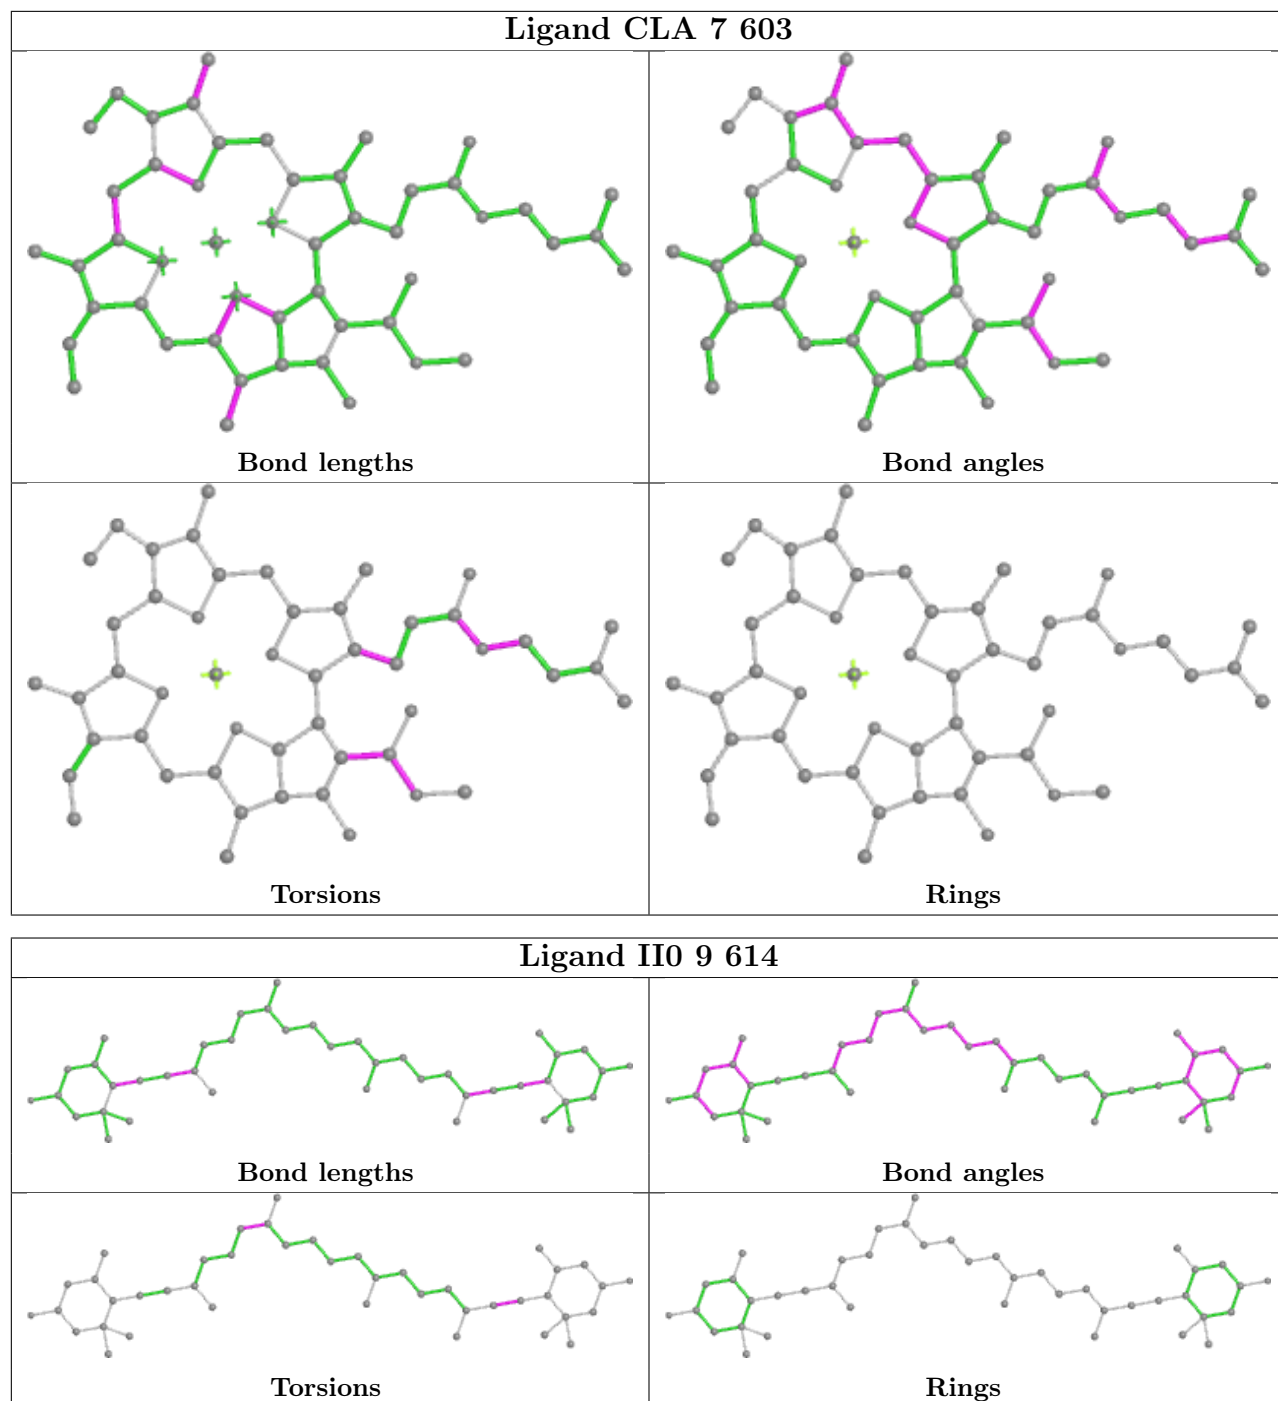 Ligand CLA 7 603
Bond lengths
Bond angles
Torsions
Rings
Ligand II0 9 614
Bond lengths
Bond angles
Torsions
Rings